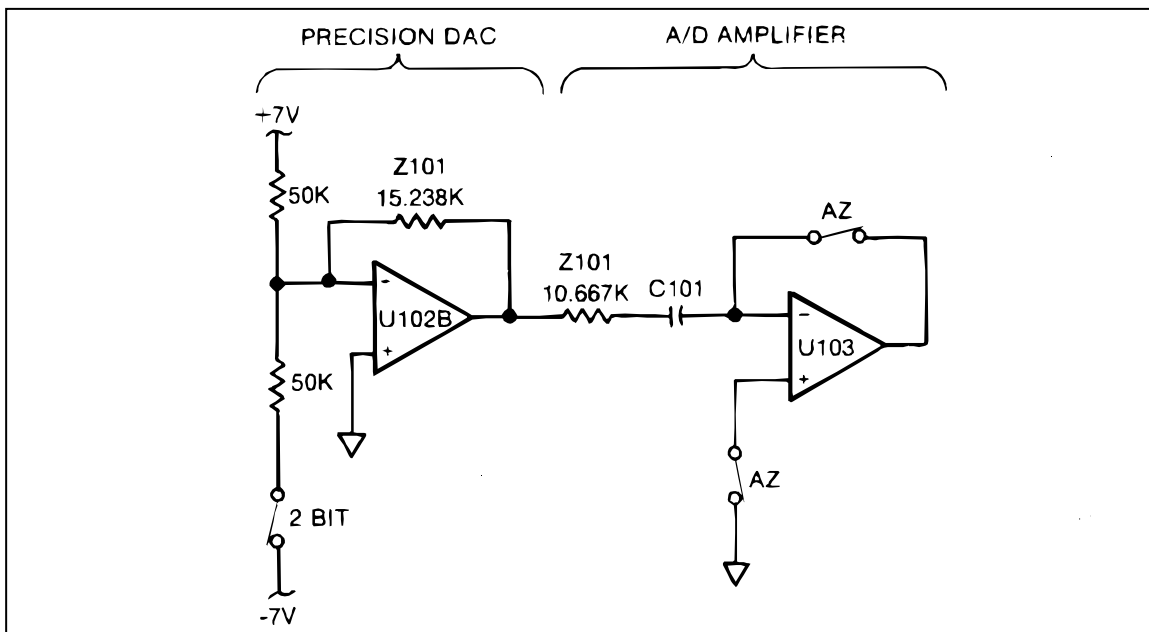 PRECISION DAC
A/D AMPLIFIER
+7V
50K
Z101
15.238K
-
U102B
+
50K
2 BIT
-7V
Z101
10.667K
C101
AZ
-
U103
+
AZ